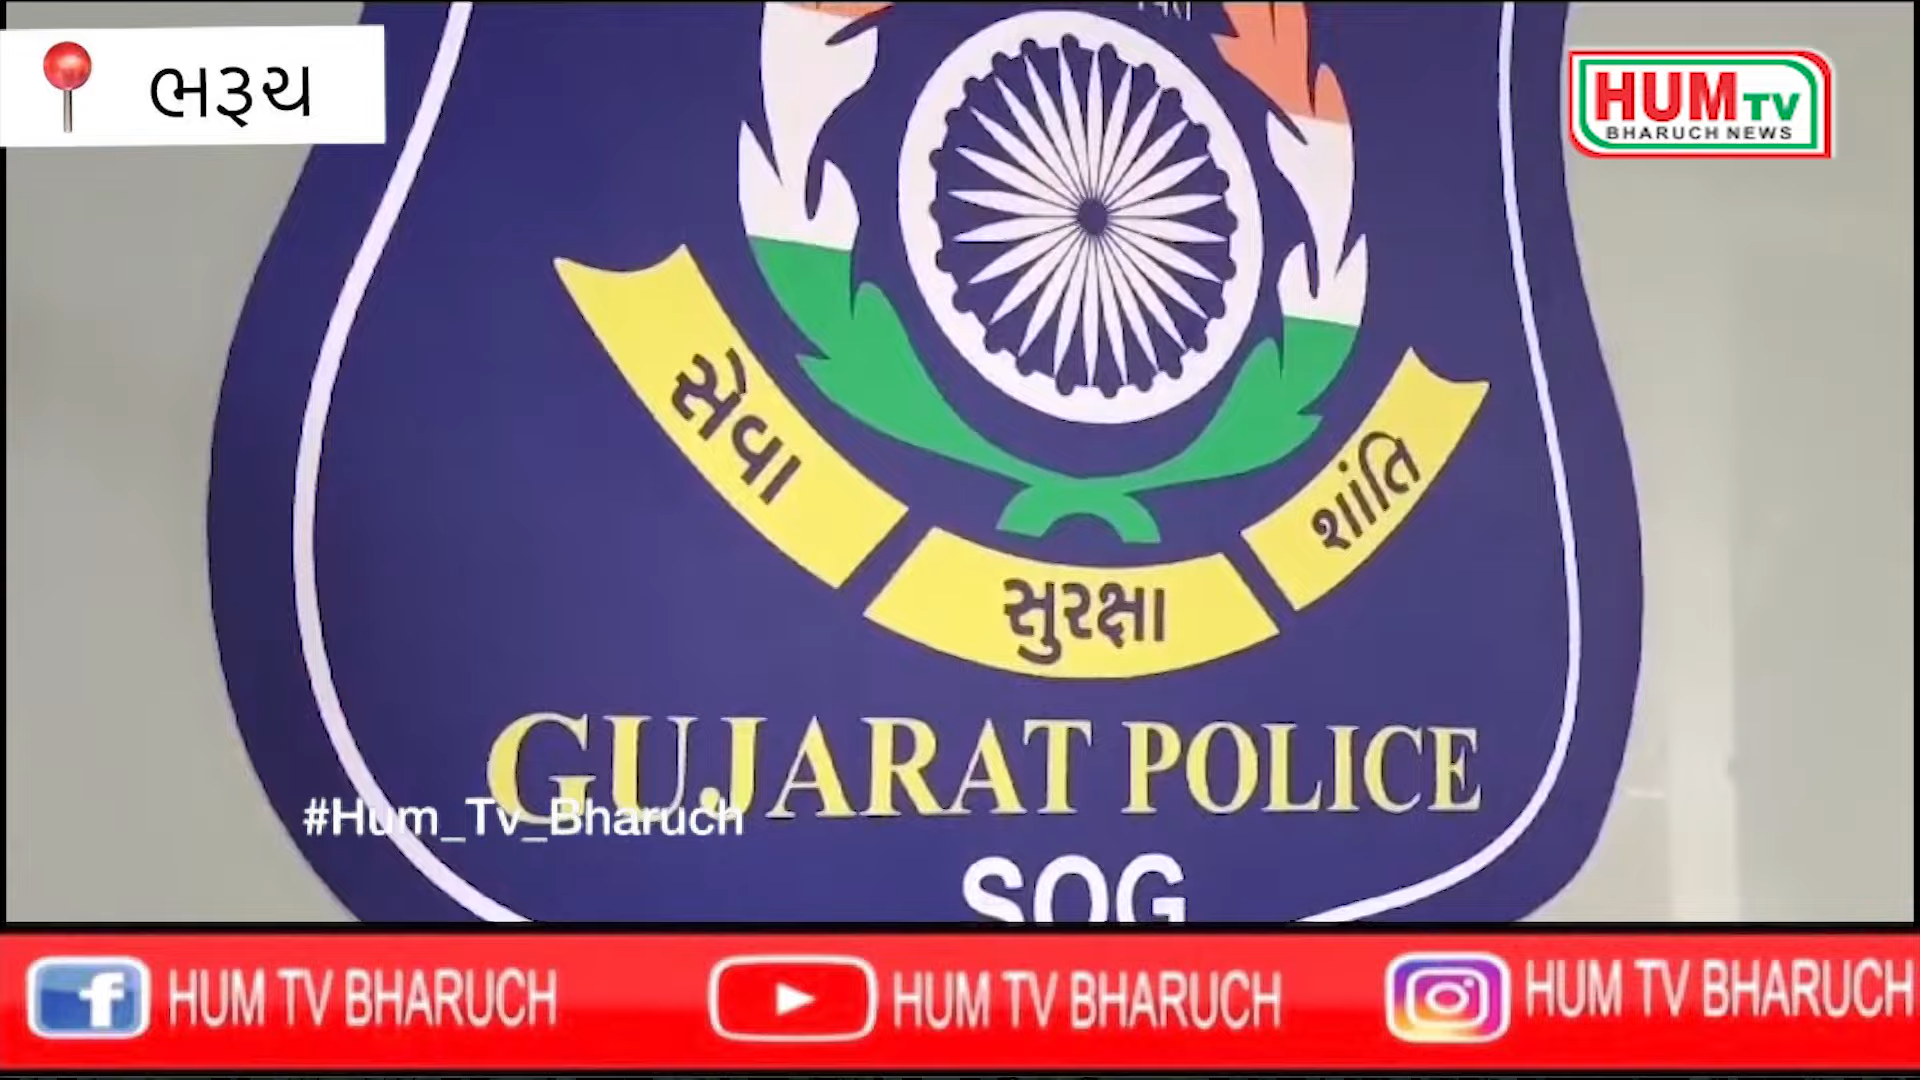 ભરૂચ
HUM TV
BHARUCH NEWS
સેવા
સુરક્ષા
શાંતિ
GUJARAT POLICE
#Hum_Tv_Bharuch
SOG
HUM TV BHARUCH
HUM TV BHARUCH
HUM TV BHARUCH